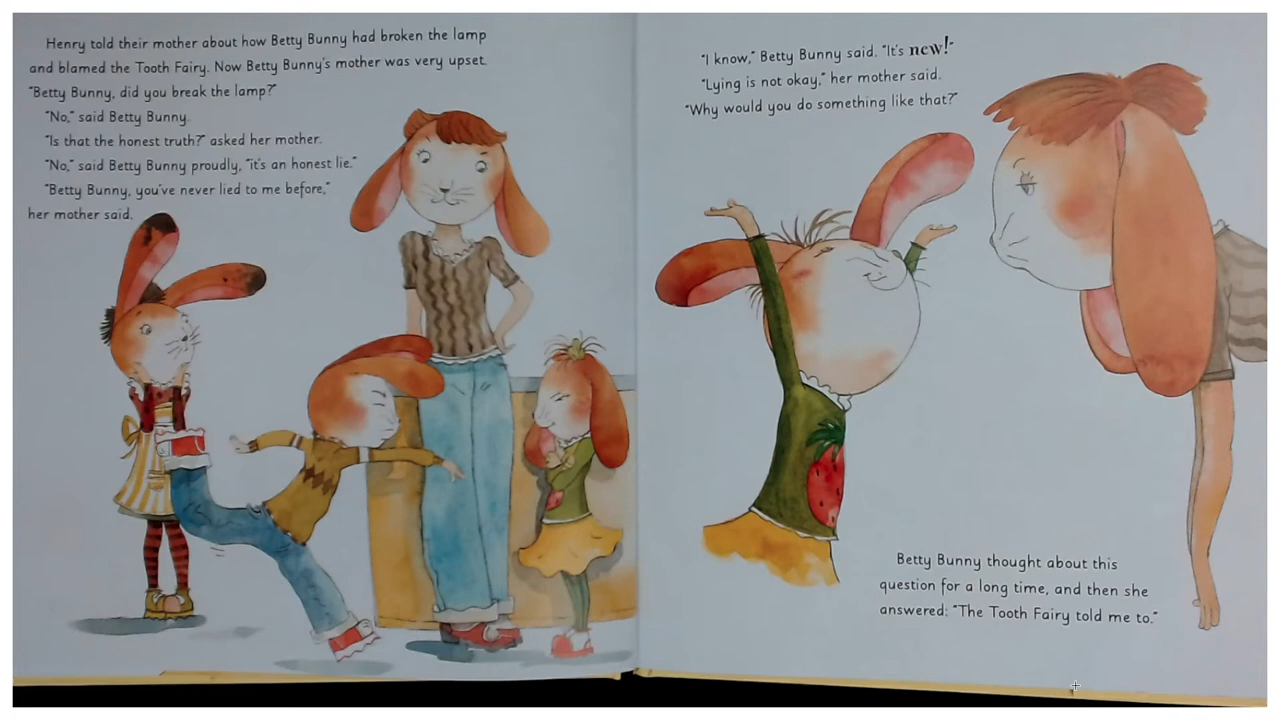 Henry told their mother about how Betty Bunny had broken the lamp
and blamed the Tooth Fairy. Now Betty Bunny's mother was very upset.
"Betty Bunny, did you break the lamp?"
"No," said Betty Bunny.
"Is that the honest truth?" asked her mother.
"No," said Betty Bunny proudly, "it's an honest lie."
"Betty Bunny, you've never lied to me before,"
her mother said.
"I know," Betty Bunny said. "It's new!"
"Lying is not okay," her mother said.
"Why would you do something like that?"
Betty Bunny thought about this
question for a long time, and then she
answered: "The Tooth Fairy told me to."